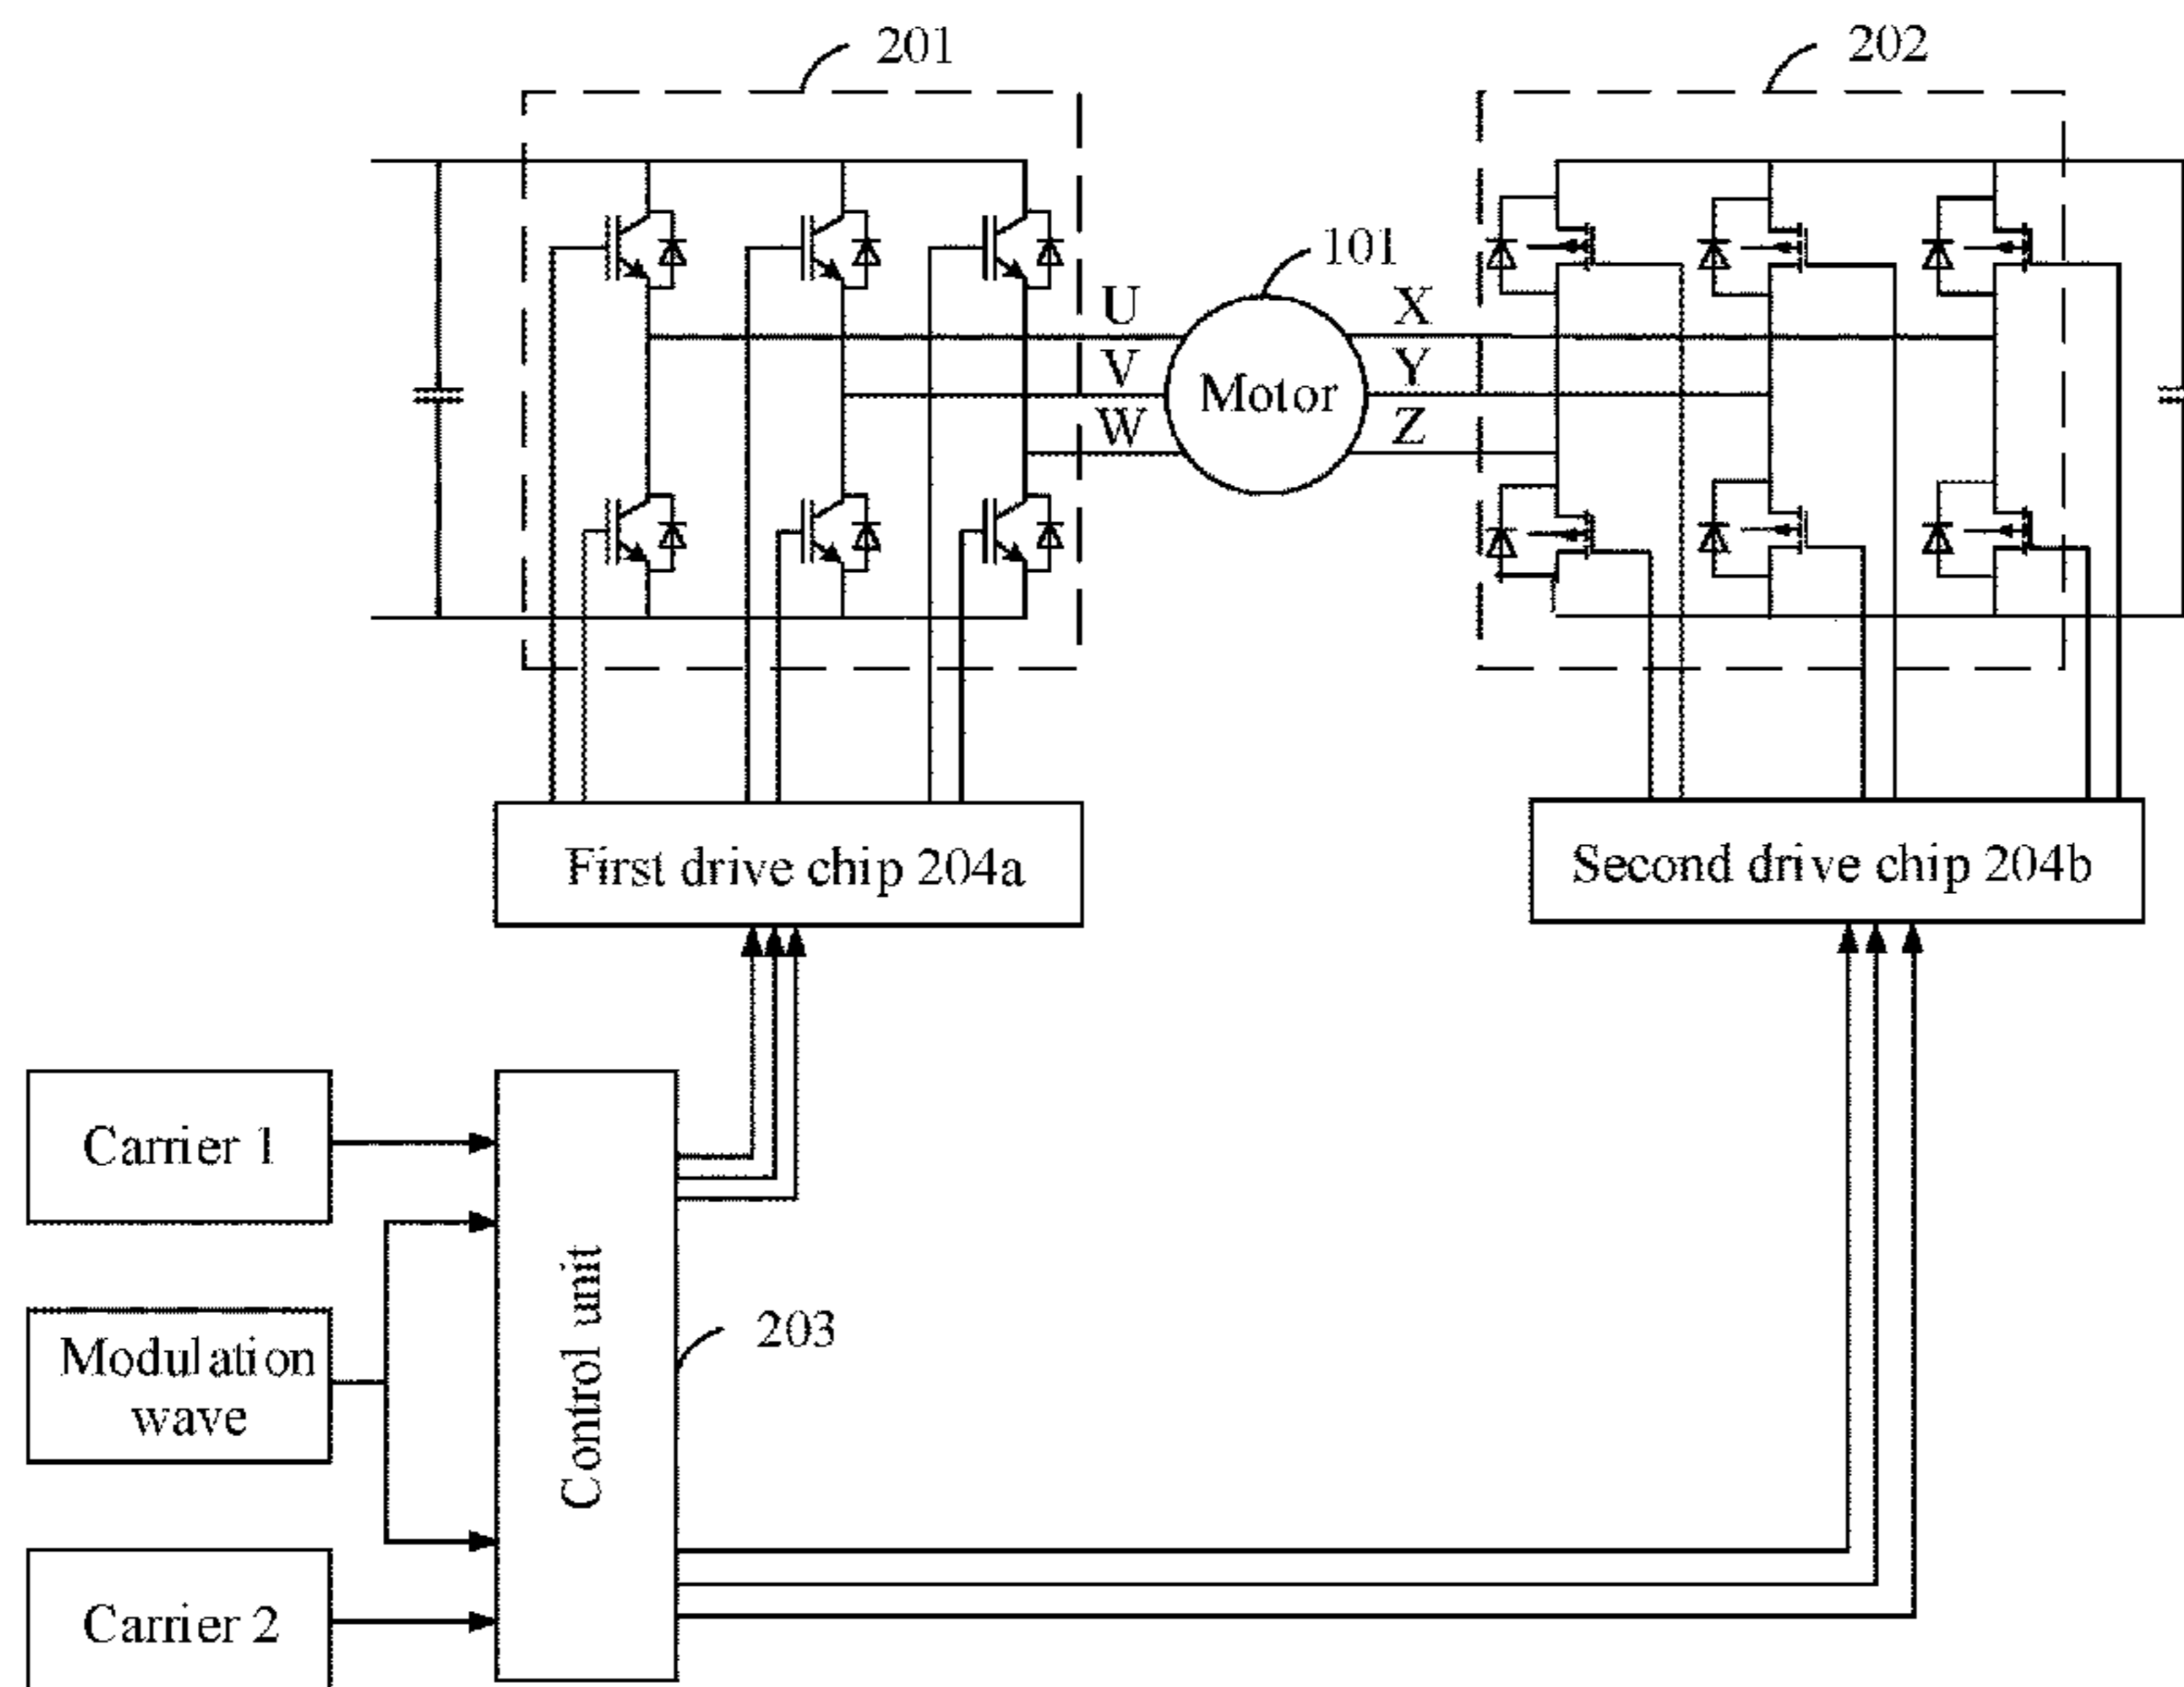 201
202
101
U
X
V
Y
Motor
W
Z
First drive chip 204a
Second drive chip 204b
Carrier 1
Control unit
203
Modulation
wave
Carrier 2